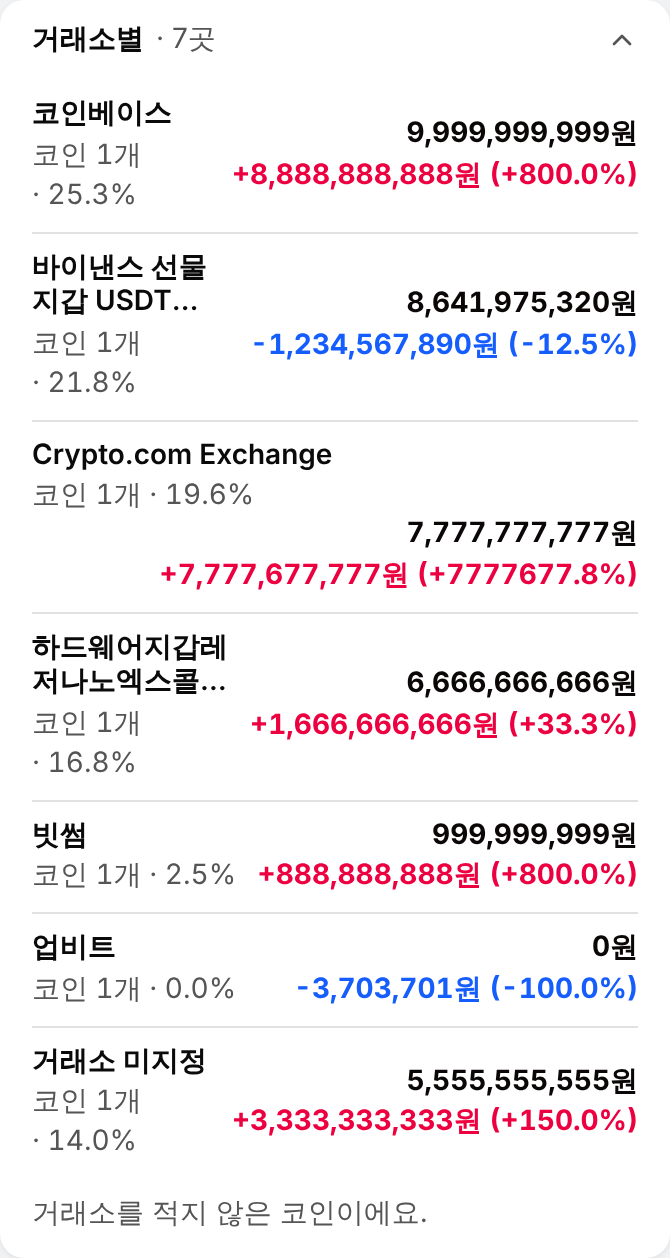 거래소별 · 7곳
코인베이스
코인 1개
· 25.3%
9,999,999,999원
+8,888,888,888원 (+800.0%)
바이낸스 선물
지갑 USDT...
코인 1개
· 21.8%
8,641,975,320원
-1,234,567,890원 (-12.5%)
Crypto.com Exchange
코인 1개 · 19.6%
7,777,777,777원
+7,777,677,777원 (+7777677.8%)
하드웨어지갑레
저나노엑스콜...
코인 1개
· 16.8%
6,666,666,666원
+1,666,666,666원 (+33.3%)
빗썸
코인 1개 · 2.5%
999,999,999원
+888,888,888원 (+800.0%)
업비트
코인 1개 · 0.0%
0원
-3,703,701원 (-100.0%)
거래소 미지정
코인 1개
· 14.0%
5,555,555,555원
+3,333,333,333원 (+150.0%)
거래소를 적지 않은 코인이에요.